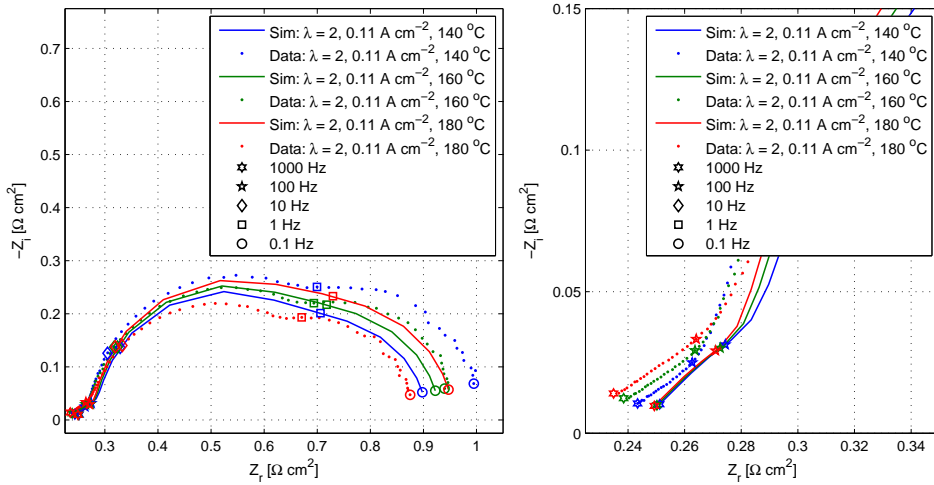 0.7
0.6
0.5
0.4
0.3
0.2
0.1
0
−Z_i [Ω cm²]
0.3 0.4 0.5 0.6 0.7 0.8 0.9 1
Z_r [Ω cm²]
Sim: λ = 2, 0.11 A cm⁻², 140 °C
Data: λ = 2, 0.11 A cm⁻², 140 °C
Sim: λ = 2, 0.11 A cm⁻², 160 °C
Data: λ = 2, 0.11 A cm⁻², 160 °C
Sim: λ = 2, 0.11 A cm⁻², 180 °C
Data: λ = 2, 0.11 A cm⁻², 180 °C
1000 Hz
100 Hz
10 Hz
1 Hz
0.1 Hz
0.15
0.1
0.05
0
−Z_i [Ω cm²]
0.24 0.26 0.28 0.3 0.32 0.34
Z_r [Ω cm²]
Sim: λ = 2, 0.11 A cm⁻², 140 °C
Data: λ = 2, 0.11 A cm⁻², 140 °C
Sim: λ = 2, 0.11 A cm⁻², 160 °C
Data: λ = 2, 0.11 A cm⁻², 160 °C
Sim: λ = 2, 0.11 A cm⁻², 180 °C
Data: λ = 2, 0.11 A cm⁻², 180 °C
1000 Hz
100 Hz
10 Hz
1 Hz
0.1 Hz